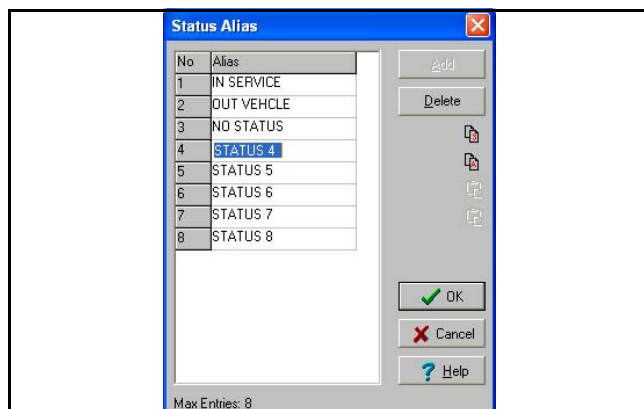 Status Alias
No Alias
1 IN SERVICE
2 OUT VEHCLE
3 NO STATUS
4 STATUS 4
5 STATUS 5
6 STATUS 6
7 STATUS 7
8 STATUS 8
Add
Delete
OK
Cancel
Help
Max Entries: 8